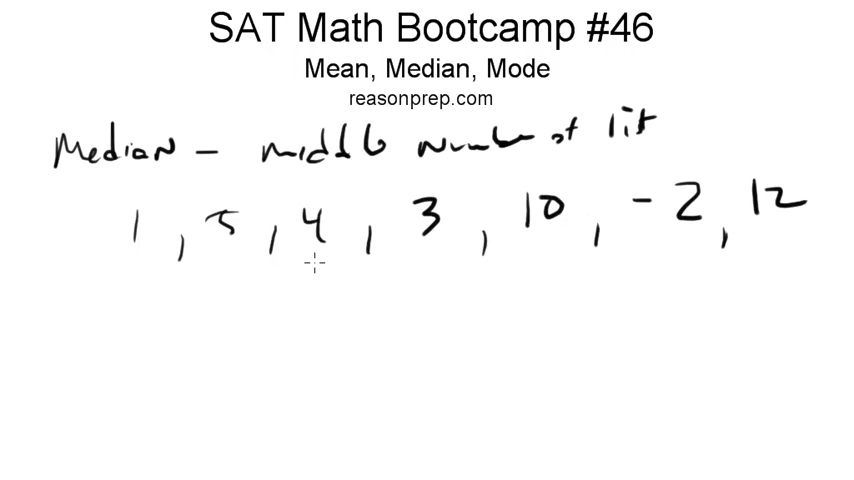 SAT Math Bootcamp #46
Mean, Median, Mode
reasonprep.com
Median - middle number of list
1, 5, 4, 3, 10, -2, 12